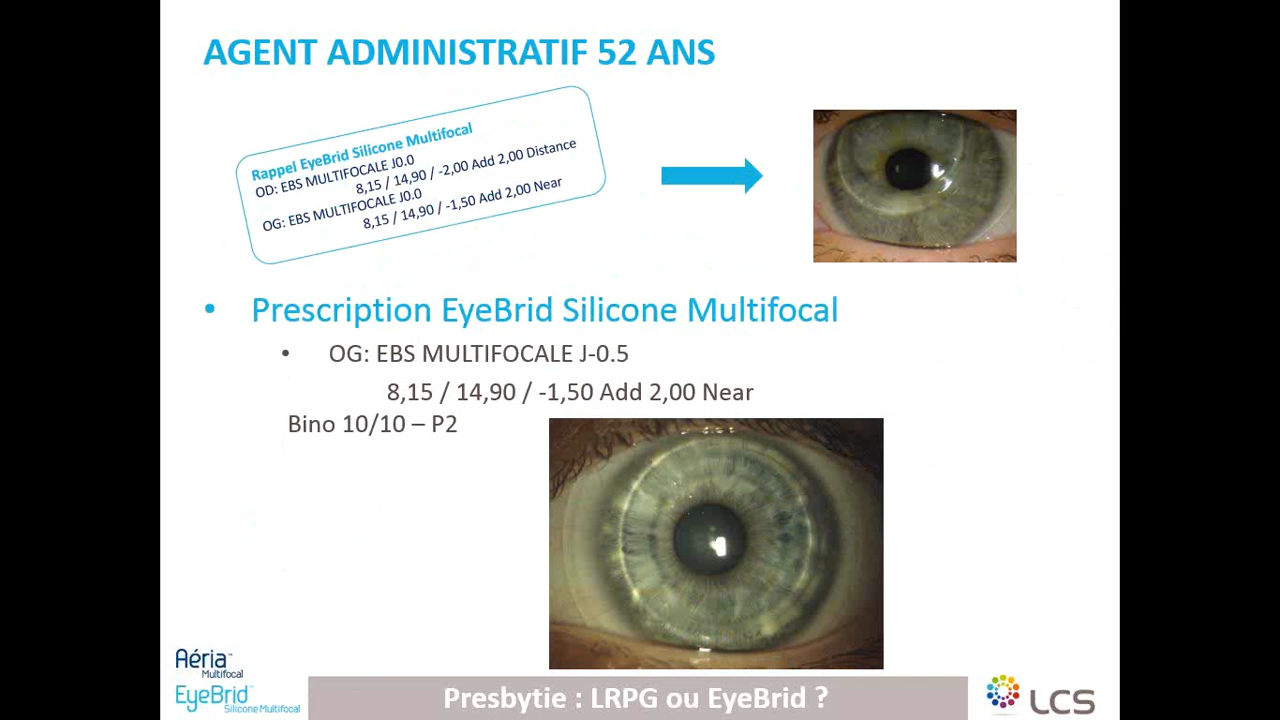 AGENT ADMINISTRATIF 52 ANS
Rappel EyeBrid Silicone Multifocal
OD: EBS MULTIFOCALE J0.0
8,15 / 14,90 / -2,00 Add 2,00 Distance
OG: EBS MULTIFOCALE J0.0
8,15 / 14,90 / -1,50 Add 2,00 Near
• Prescription EyeBrid Silicone Multifocal
• OG: EBS MULTIFOCALE J-0.5
8,15 / 14,90 / -1,50 Add 2,00 Near
Bino 10/10 – P2
Aéria™
Multifocal
EyeBrid™
Silicone Multifocal
Presbytie : LRPG ou EyeBrid ?
LCS